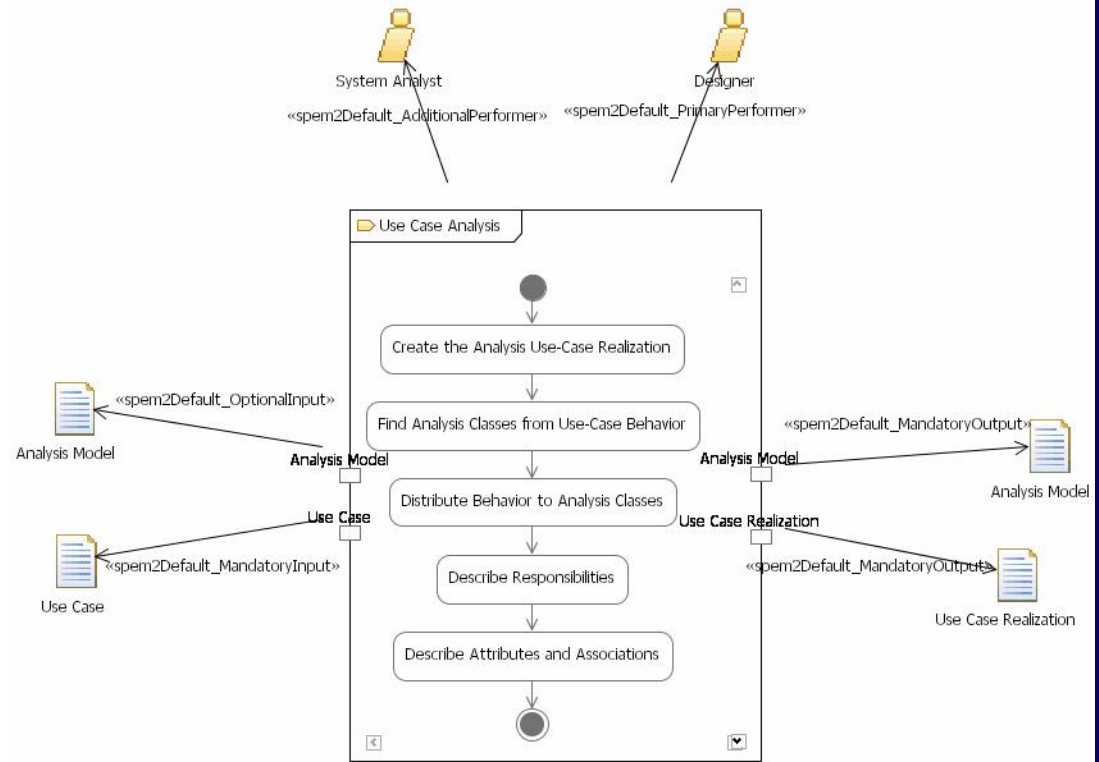 System Analyst
Designer
«spem2Default_AdditionalPerformer»
«spem2Default_PrimaryPerformer»
Use Case Analysis
Create the Analysis Use-Case Realization
«spem2Default_OptionalInput»
Find Analysis Classes from Use-Case Behavior
«spem2Default_MandatoryOutput»
Analysis Model
Analysis Model
Analysis Model
Analysis Model
Distribute Behavior to Analysis Classes
Use Case
Use Case Realization
«spem2Default_MandatoryInput»
«spem2Default_MandatoryOutput»
Describe Responsibilities
Use Case
Use Case Realization
Describe Attributes and Associations